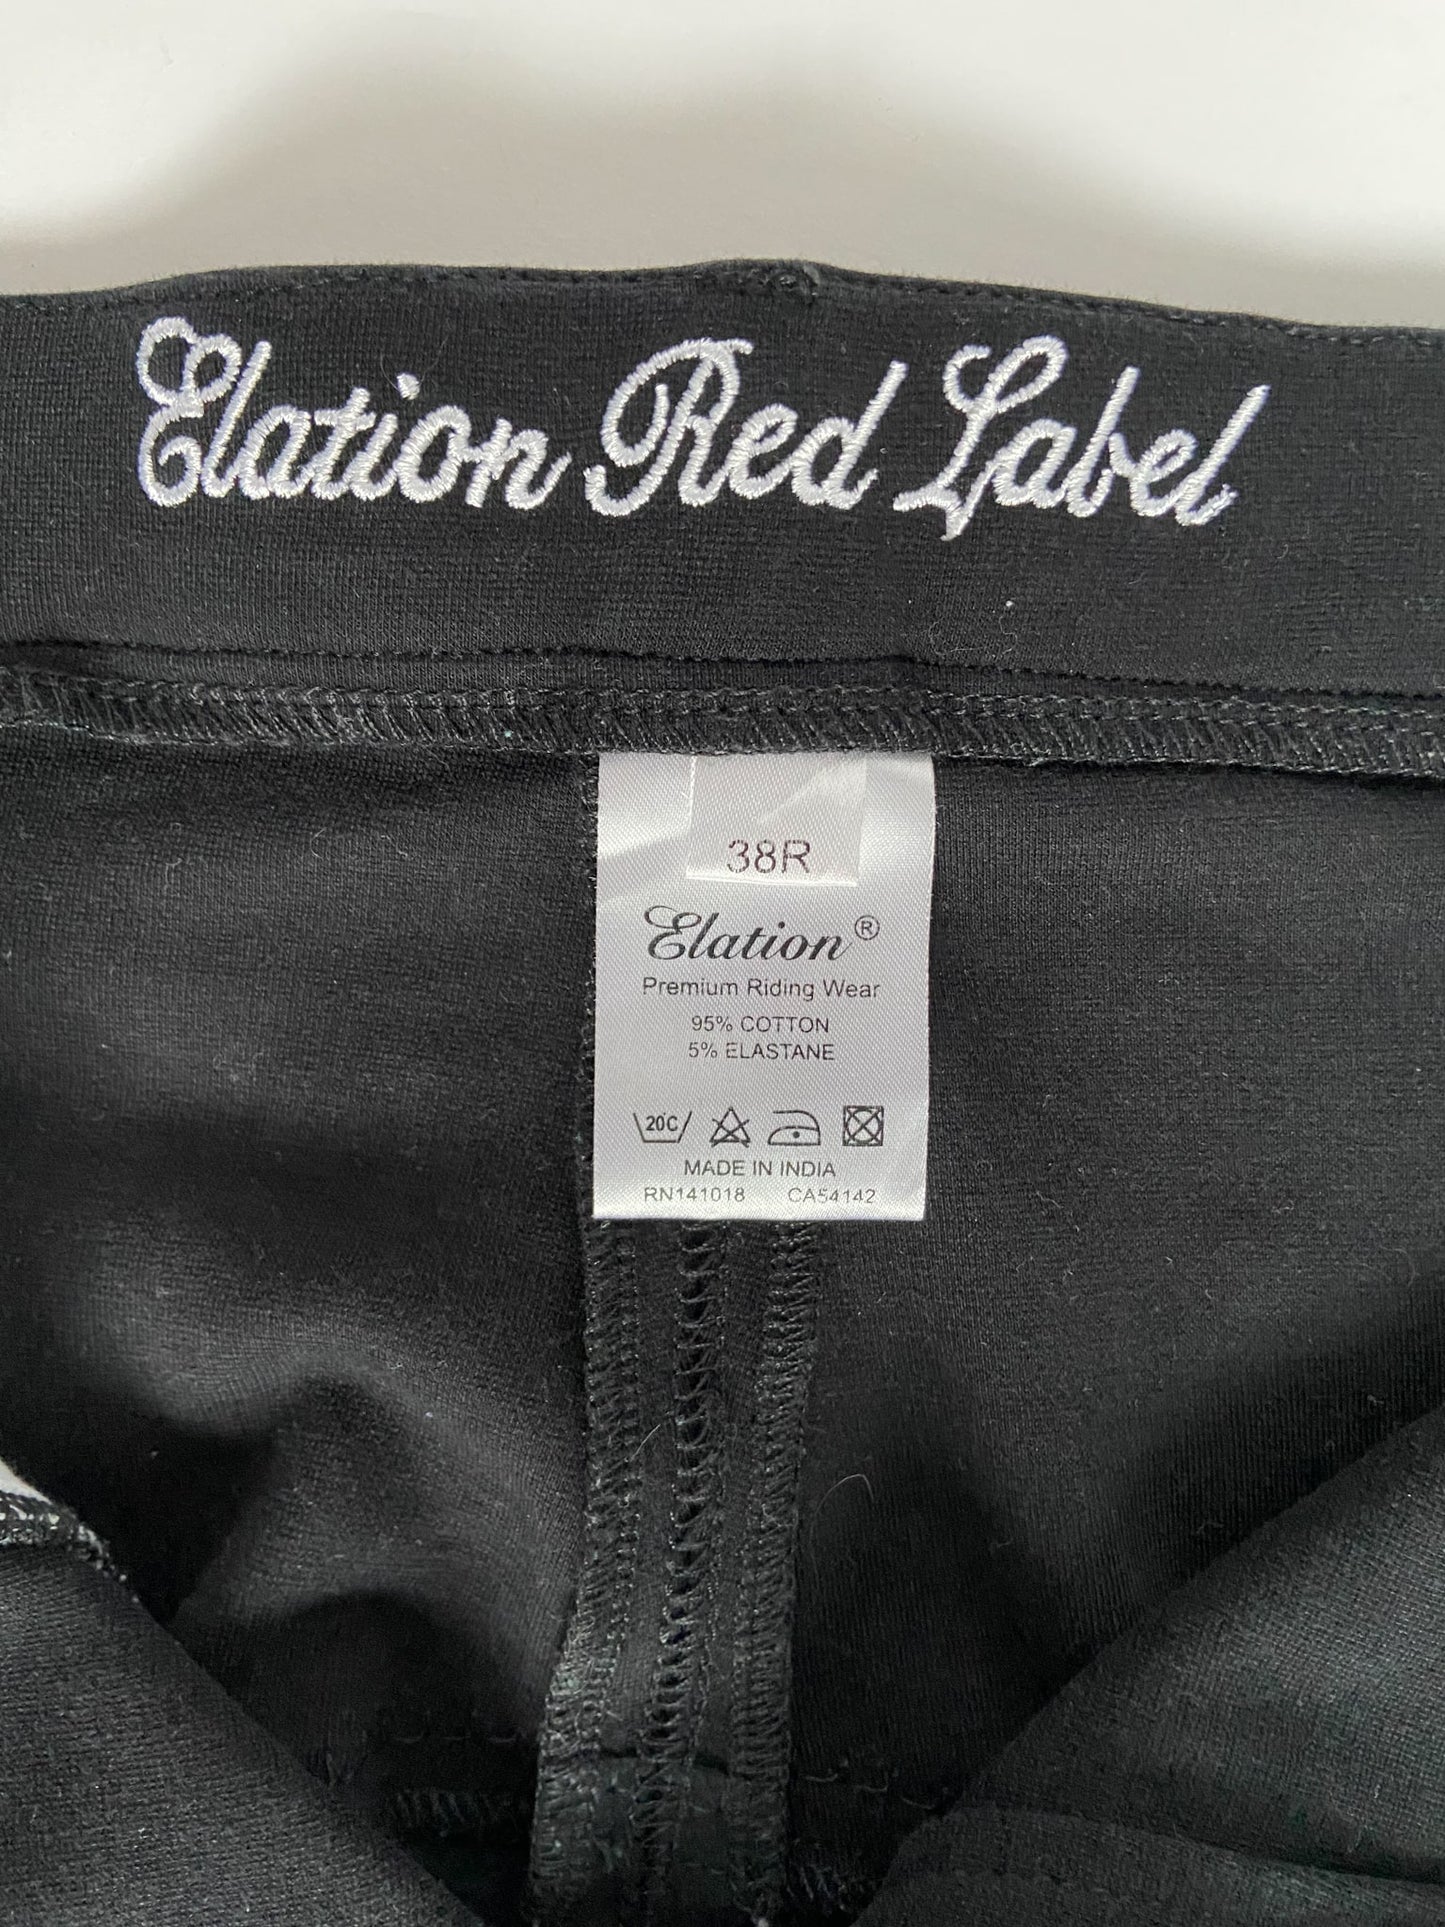 Elation Red Label
38R
Elation®
Premium Riding Wear
95% COTTON
5% ELASTANE
20C
MADE IN INDIA
RN141018 CA54142